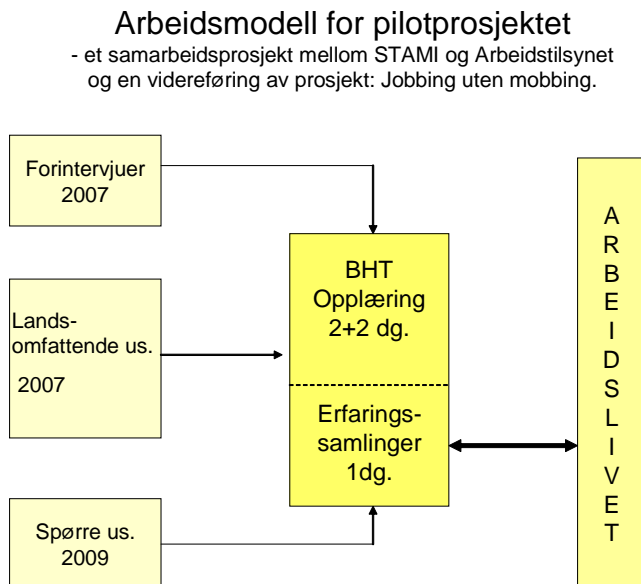 Arbeidsmodell for pilotprosjektet
- et samarbeidsprosjekt mellom STAMI og Arbeidstilsynet
og en videreføring av prosjekt: Jobbing uten mobbing.
Forintervjuer
2007
Lands-
omfattende us.
2007
Spørre us.
2009
BHT
Opplæring
2+2 dg.
Erfarings-
samlinger
1dg.
A
R
B
E
I
D
S
L
I
V
E
T